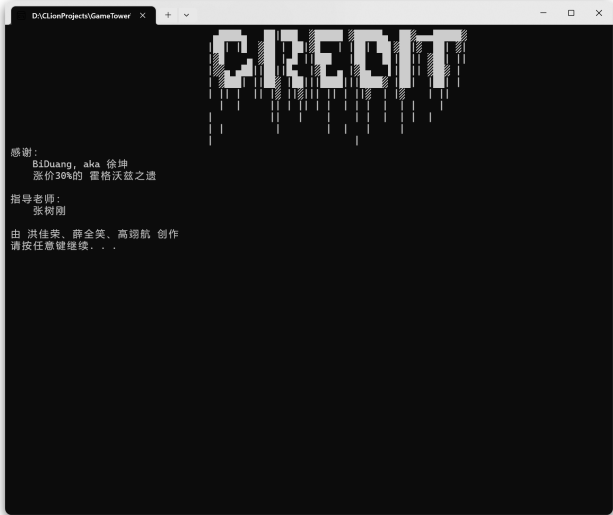 D:\CLionProjects\GameTower
CREDIT
感谢:
BiDuang, aka 徐坤
涨价30%的 霍格沃兹之遗
指导老师:
张树刚
由 洪佳荣、薛全笑、高翊航 创作
请按任意键继续. . .